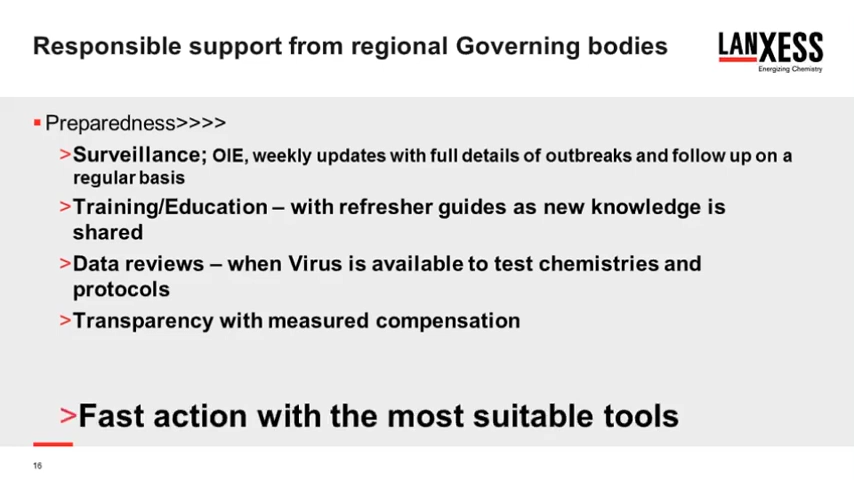 Responsible support from regional Governing bodies
LANXESS
Energizing Chemistry
Preparedness>>>>
>Surveillance; OIE, weekly updates with full details of outbreaks and follow up on a
regular basis
>Training/Education – with refresher guides as new knowledge is
shared
>Data reviews – when Virus is available to test chemistries and
protocols
>Transparency with measured compensation
>Fast action with the most suitable tools
16